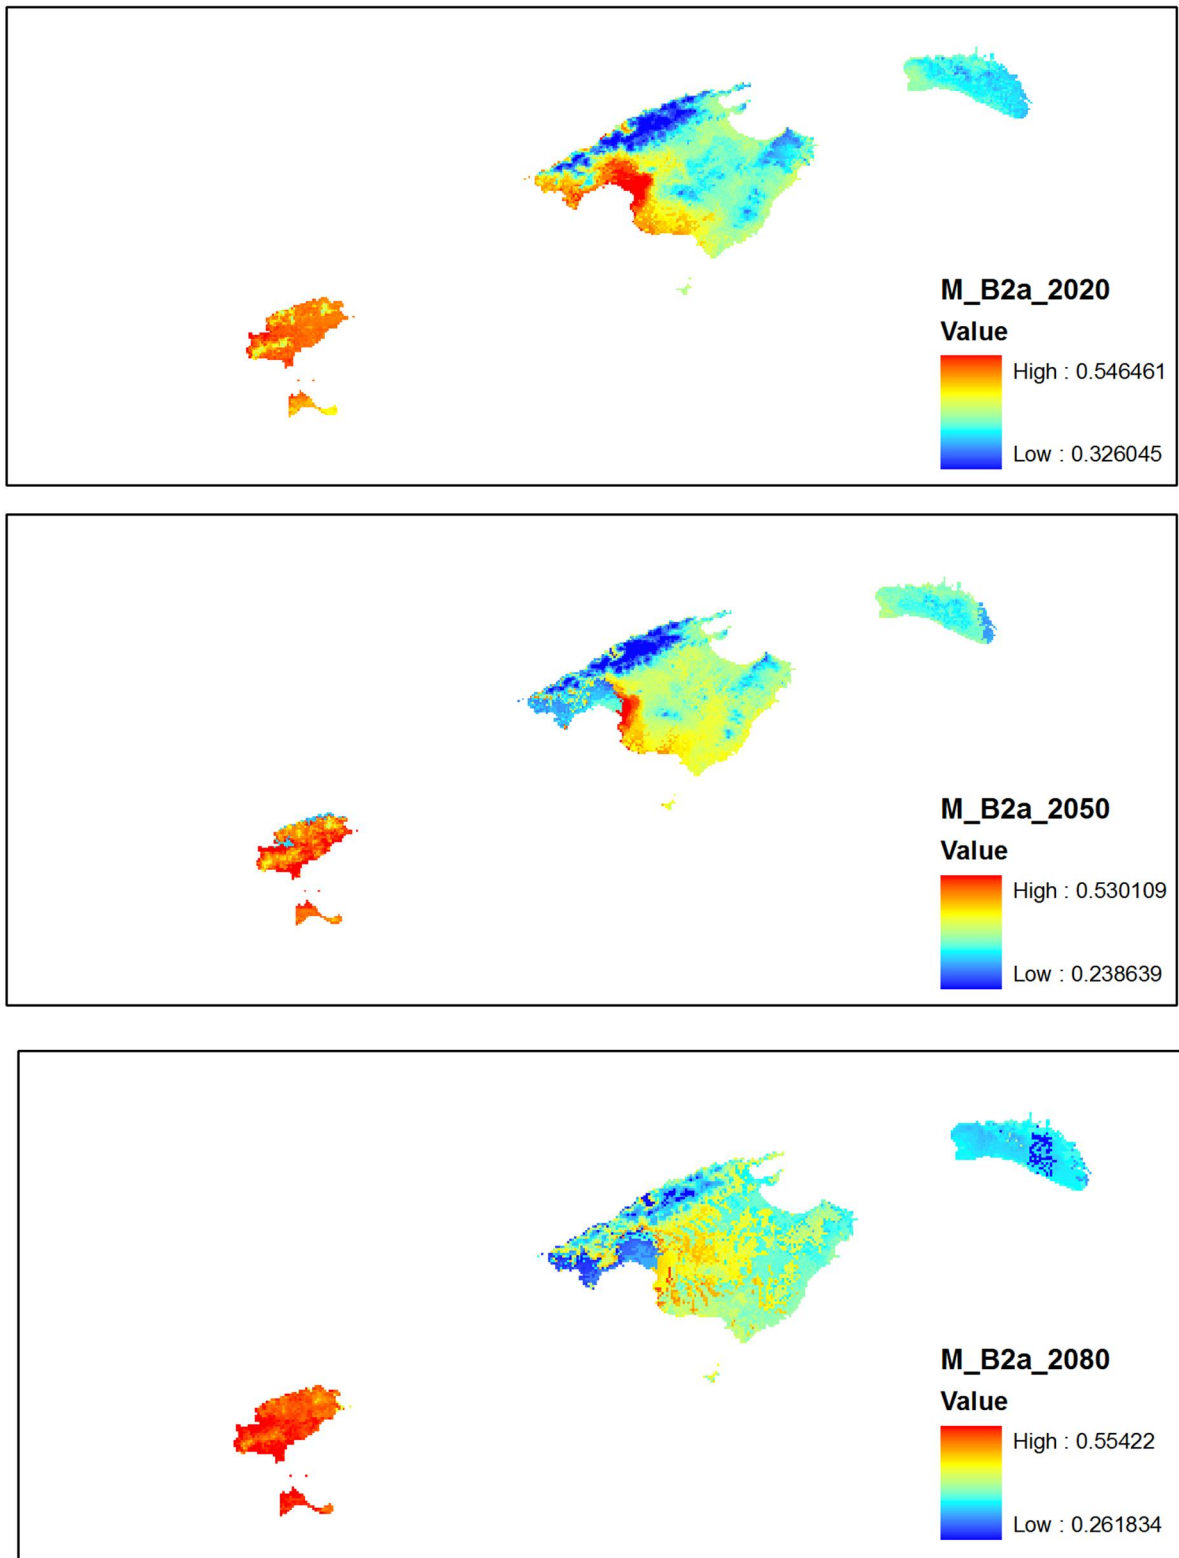 M_B2a_2020
Value
High : 0.546461
Low : 0.326045
M_B2a_2050
Value
High : 0.530109
Low : 0.238639
M_B2a_2080
Value
High : 0.55422
Low : 0.261834